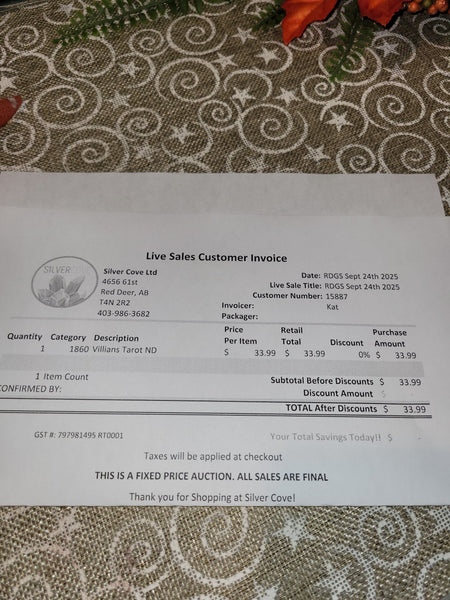 Live Sales Customer Invoice
SILVER COVE
Silver Cove Ltd
4656 61st
Red Deer, AB
T4N 2R2
403-986-3682
Date: RDGS Sept 24th 2025
Live Sale Title: RDGS Sept 24th 2025
Customer Number: 15887
Invoicer: Kat
Packager:
Quantity Category Description Price Per Item Retail Total Discount Purchase Amount
1 1860 Villians Tarot ND $ 33.99 $ 33.99 0% $ 33.99
1 Item Count
Subtotal Before Discounts $ 33.99
CONFIRMED BY:
Discount Amount $
TOTAL After Discounts $ 33.99
GST #: 797981495 RT0001
Your Total Savings Today!! $ -
Taxes will be applied at checkout
THIS IS A FIXED PRICE AUCTION. ALL SALES ARE FINAL
Thank you for Shopping at Silver Cove!